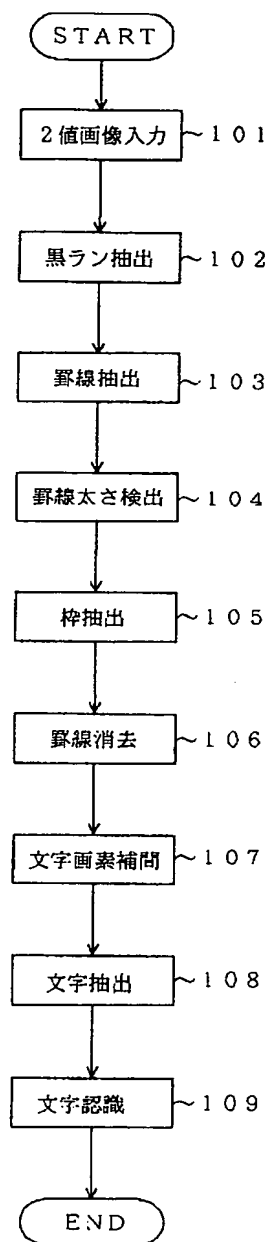 START
2値画像入力 ~101
黒ラン抽出 ~102
罫線抽出 ~103
罫線太さ検出 ~104
枠抽出 ~105
罫線消去 ~106
文字画素補間 ~107
文字抽出 ~108
文字認識 ~109
END